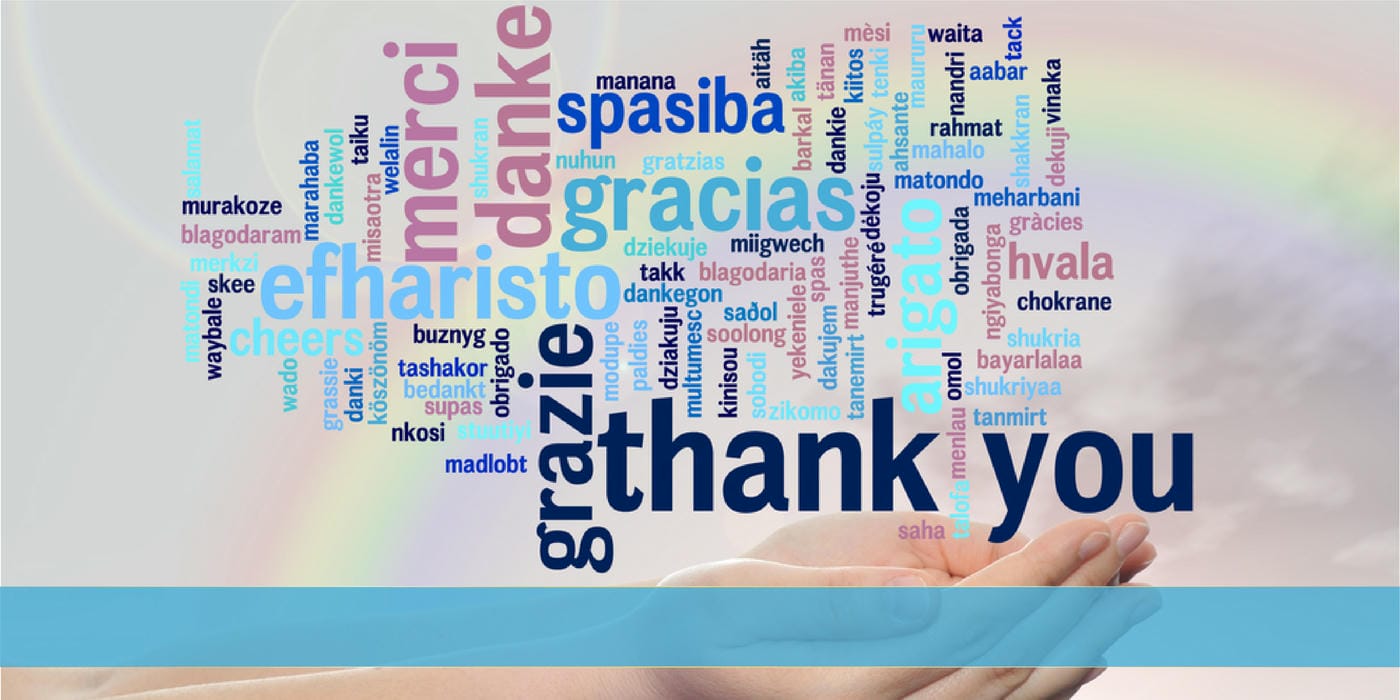 mèsi
waita
tack
merci
danke
manana
spasiba
aitäh
akiba
tänan
kiitos
tenki
maururu
nandri
aabar
vinaka
salamat
marahaba
dankewol
taiku
welalin
shukran
nuhun
gratzias
barkal
dankie
sulpáy
ahsante
rahmat
mahalo
shakkran
dekuji
murakoze
misaotra
gracias
matondo
meharbani
blagodaram
dziekuje
miigwech
dėkoju
arigato
obrigada
gràcies
merkzi
skee
efharisto
takk
blagodaria
spas
manjuthe
trugéré
ngiyabonga
hvala
matondi
waybale
cheers
dankegon
saðol
yekeniele
chokrane
buznyg
obrigado
grazie
modupe
paldies
dziakuju
multumesc
soolong
dakujem
tanemirt
shukria
wado
grassie
danki
köszönöm
tashakor
kinisou
sobodi
omol
bayarlalaa
bedankt
shukriyaa
supas
zikomo
tanmirt
nkosi
stuutiyi
thank you
menlau
madlobt
talofa
saha